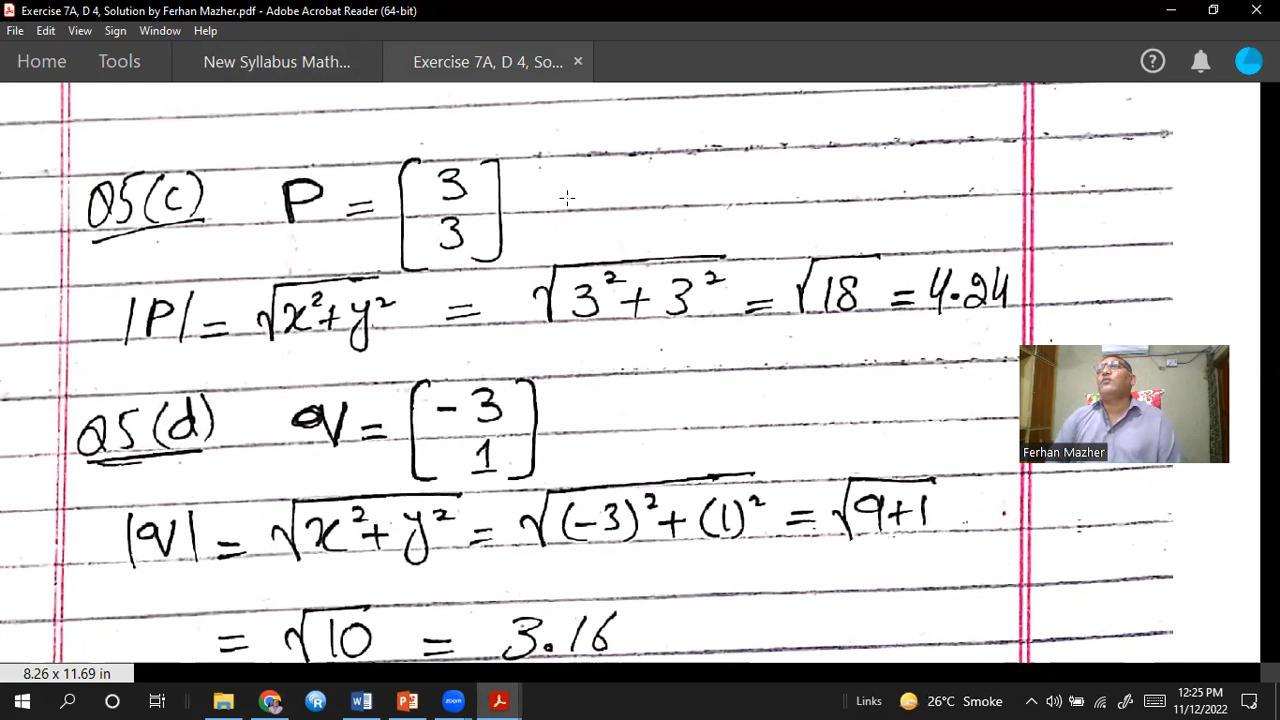 Exercise 7A, D 4, Solution by Ferhan Mazher.pdf - Adobe Acrobat Reader (64-bit)
File Edit View Sign Window Help
Home Tools New Syllabus Math... Exercise 7A, D 4, So... ×
Q5(c) P = [3 3]
|P| = √x²+y² = √3²+3² = √18 = 4.24
Ferhan Mazher
Q5(d) q = [-3 1]
|q| = √x²+y² = √(-3)²+(1)² = √9+1
= √10 = 3.16
8.26 x 11.69 in
Links 26°C Smoke 12:25 PM
11/12/2022